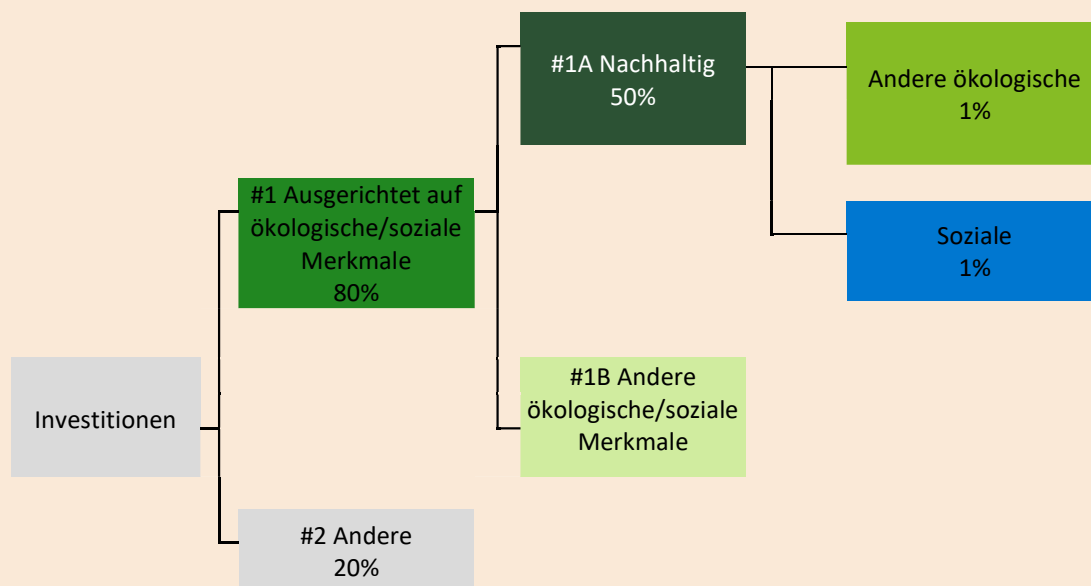 Investitionen
#1 Ausgerichtet auf
ökologische/soziale
Merkmale
80%
#2 Andere
20%
#1A Nachhaltig
50%
#1B Andere
ökologische/soziale
Merkmale
Andere ökologische
1%
Soziale
1%